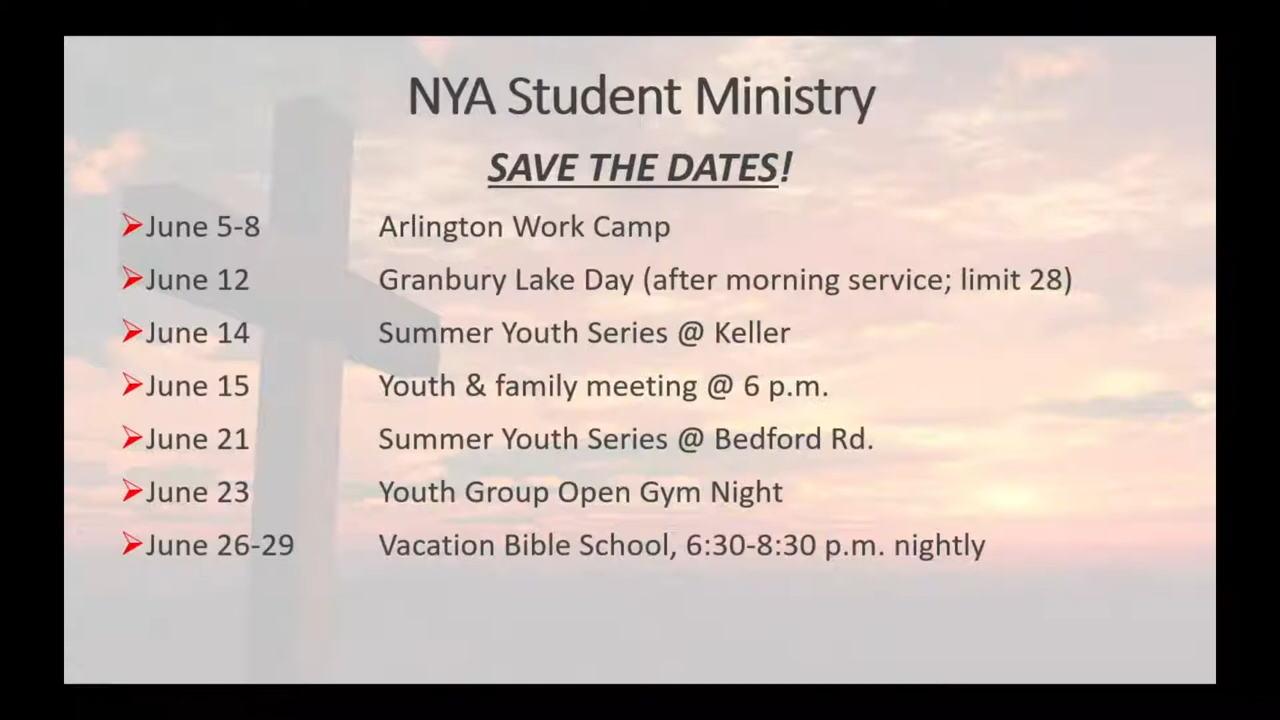 NYA Student Ministry
SAVE THE DATES!
June 5-8 Arlington Work Camp
June 12 Granbury Lake Day (after morning service; limit 28)
June 14 Summer Youth Series @ Keller
June 15 Youth & family meeting @ 6 p.m.
June 21 Summer Youth Series @ Bedford Rd.
June 23 Youth Group Open Gym Night
June 26-29 Vacation Bible School, 6:30-8:30 p.m. nightly